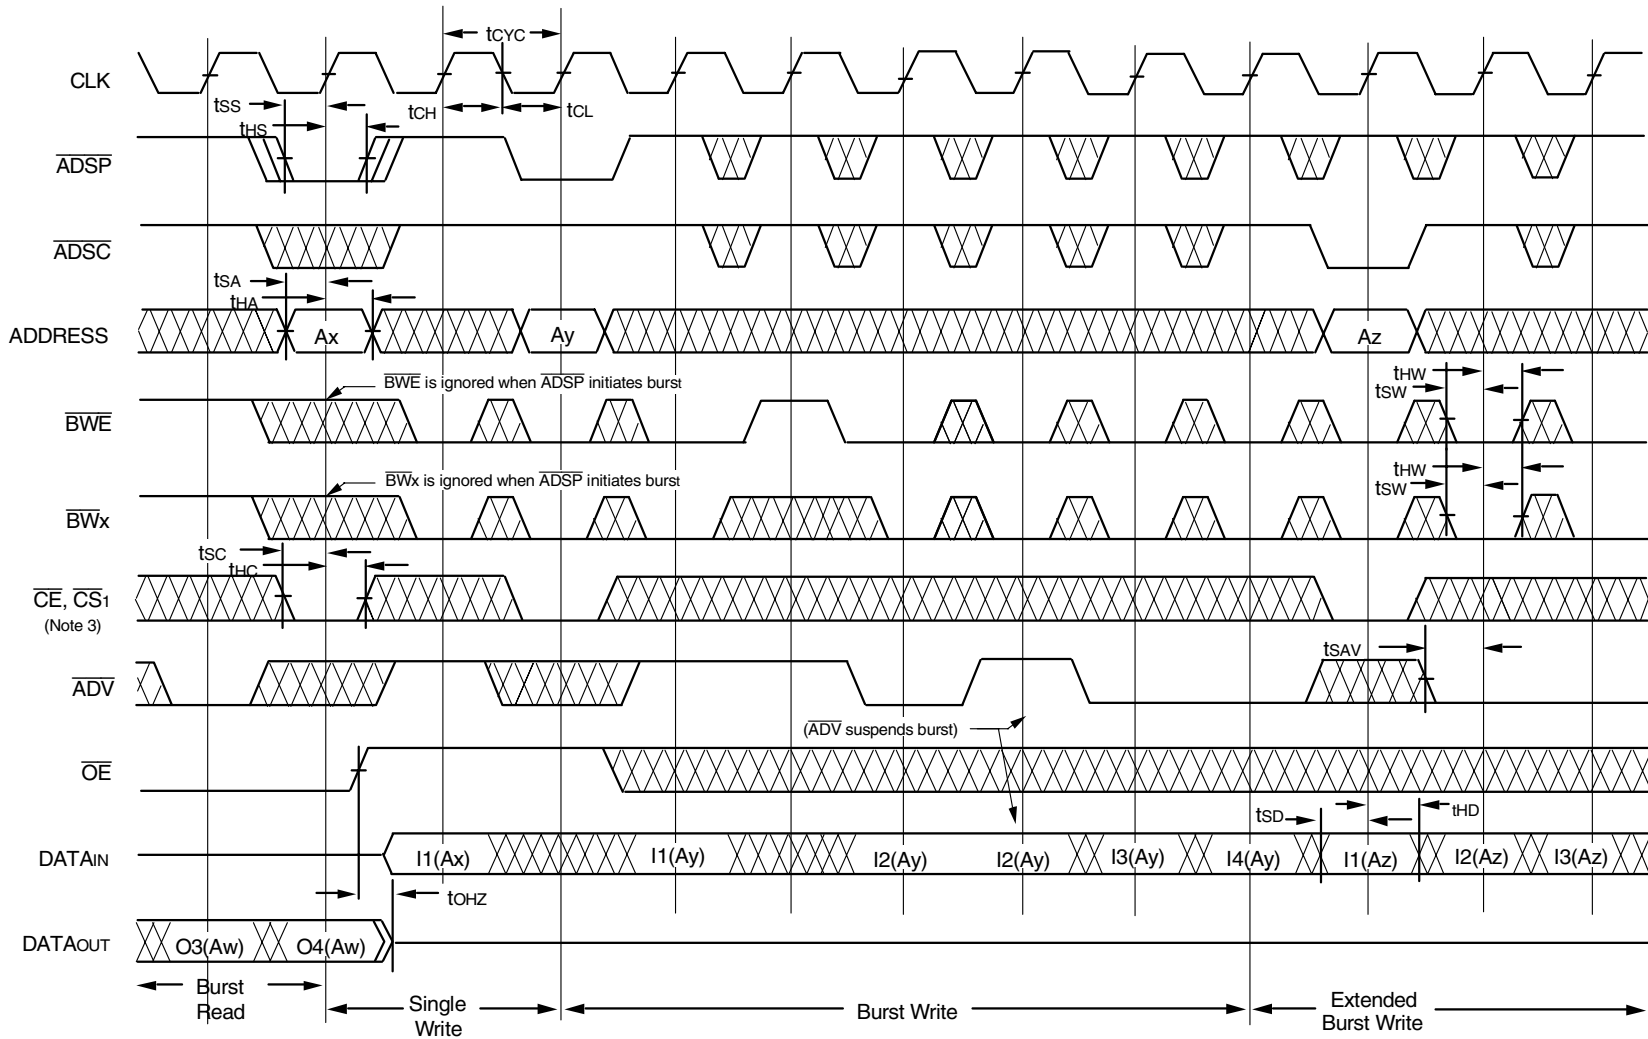 tCYC
CLK
tSS
tCH
tCL
tHS
ADSP
ADSC
tSA
tHA
ADDRESS
Ax
Ay
Az
BWE is ignored when ADSP initiates burst
tHW
tSW
BWE
BWx is ignored when ADSP initiates burst
tHW
tSW
BWx
tSC
tHC
CE, CS1
(Note 3)
tSAV
ADV
(ADV suspends burst)
OE
tSD
tHD
DATAIN
I1(Ax)
I1(Ay)
I2(Ay)
I2(Ay)
I3(Ay)
I4(Ay)
I1(Az)
I2(Az)
I3(Az)
tOHZ
DATAOUT
O3(Aw)
O4(Aw)
Burst
Read
Single
Write
Burst Write
Extended
Burst Write